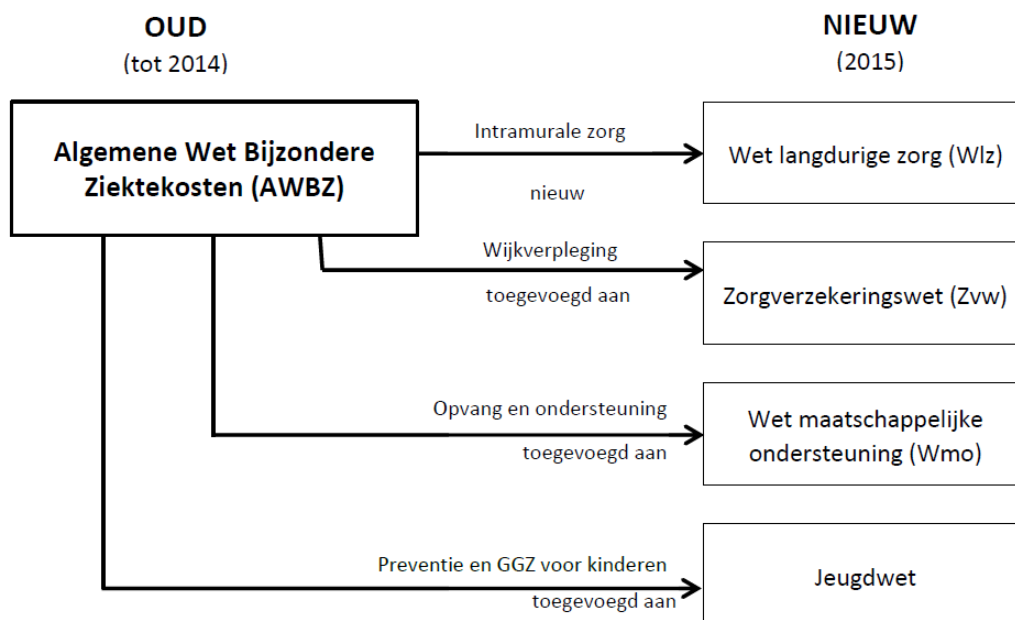 OUD
(tot 2014)
NIEUW
(2015)
Algemene Wet Bijzondere
Ziektekosten (AWBZ)
Intramurale zorg
nieuw
Wet langdurige zorg (Wlz)
Wijkverpleging
toegevoegd aan
Zorgverzekeringswet (Zvw)
Opvang en ondersteuning
toegevoegd aan
Wet maatschappelijke
ondersteuning (Wmo)
Preventie en GGZ voor kinderen
toegevoegd aan
Jeugdwet